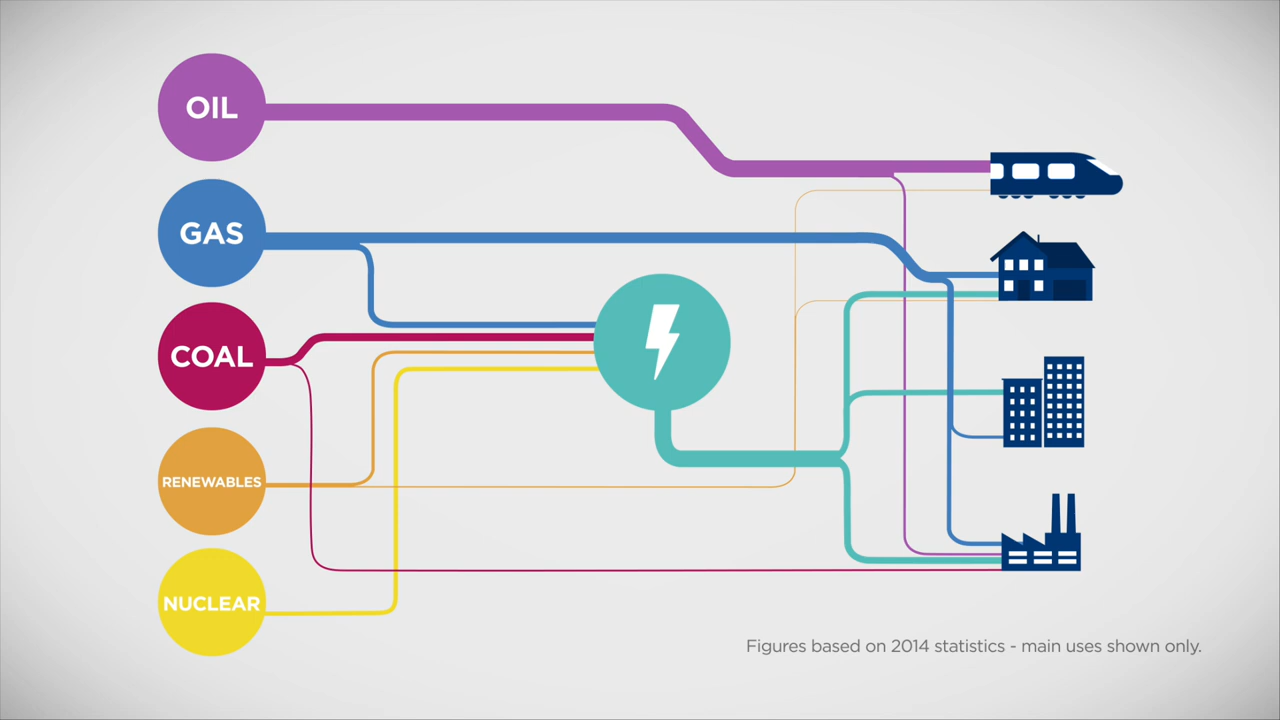 OIL
GAS
COAL
RENEWABLES
NUCLEAR
Figures based on 2014 statistics - main uses shown only.